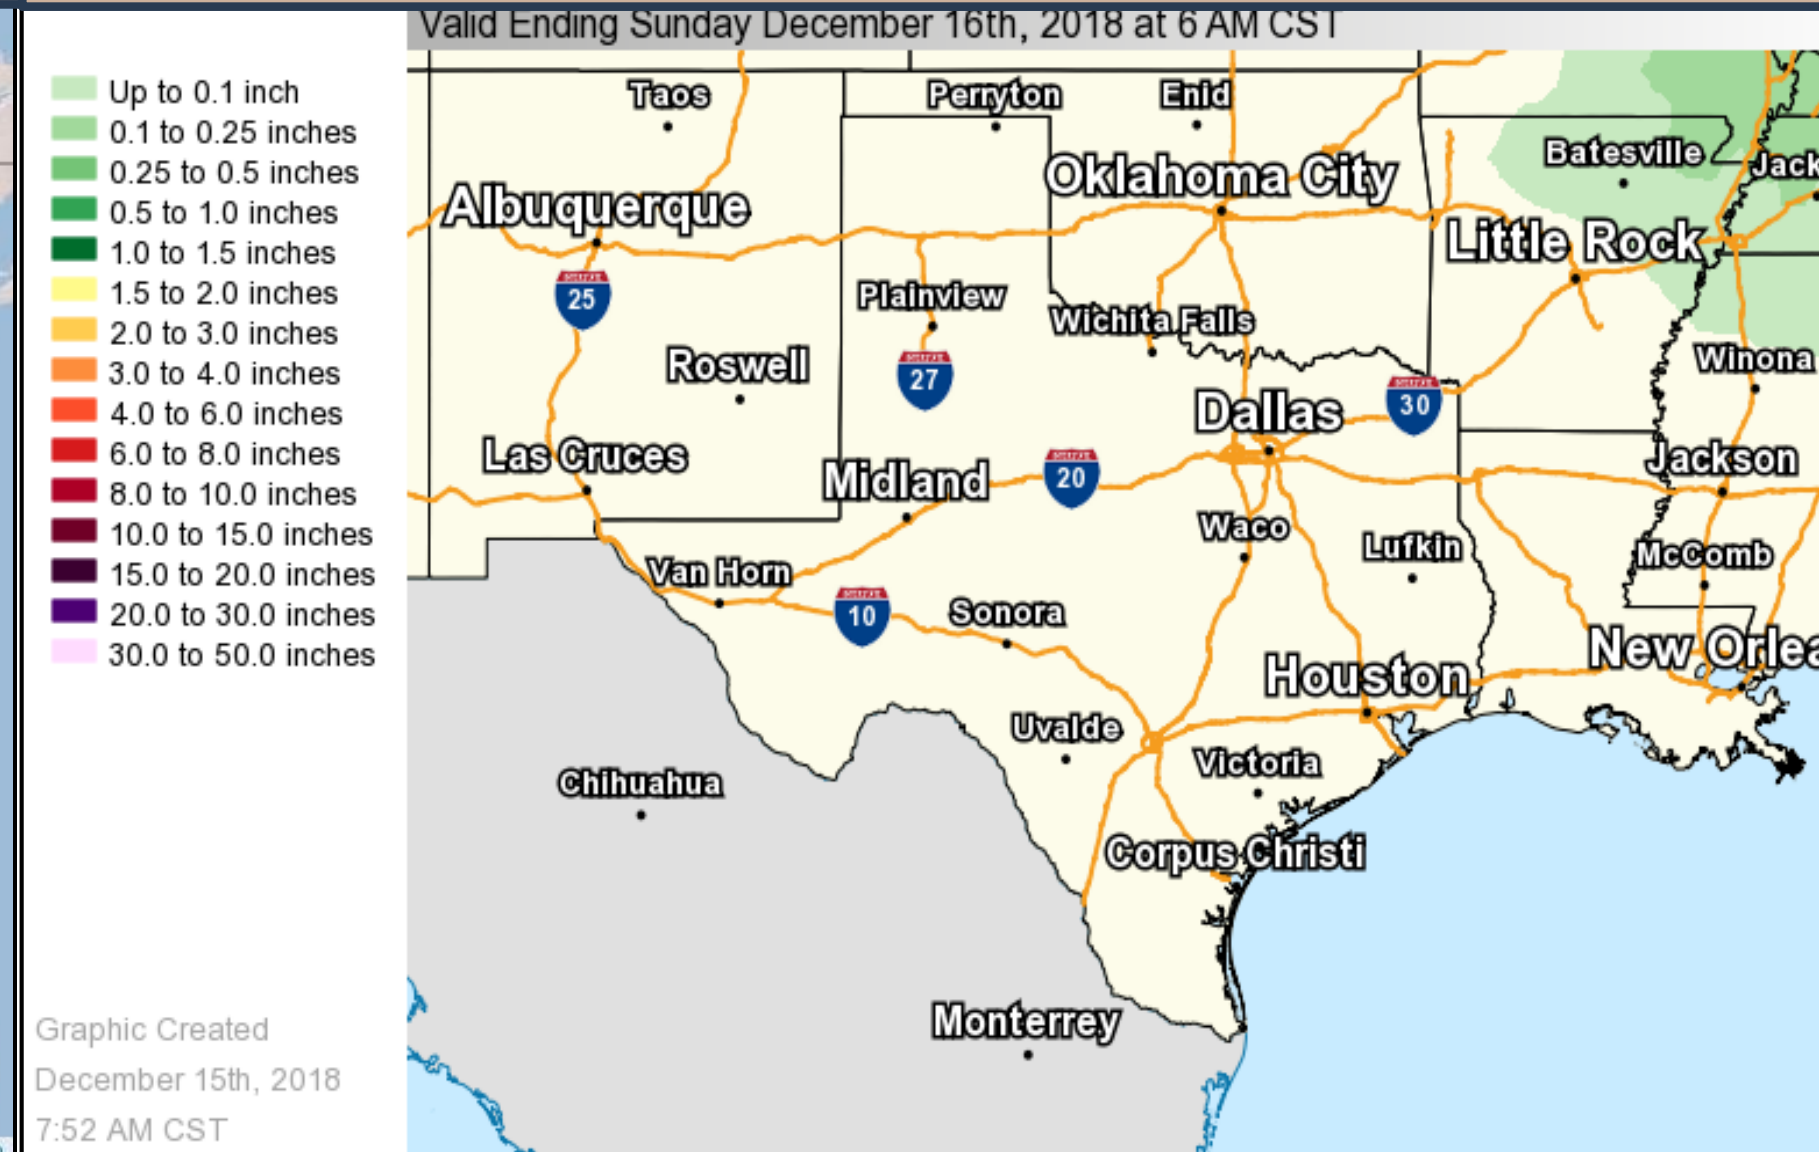 Valid Ending Sunday December 16th, 2018 at 6 AM CST
Up to 0.1 inch
0.1 to 0.25 inches
0.25 to 0.5 inches
0.5 to 1.0 inches
1.0 to 1.5 inches
1.5 to 2.0 inches
2.0 to 3.0 inches
3.0 to 4.0 inches
4.0 to 6.0 inches
6.0 to 8.0 inches
8.0 to 10.0 inches
10.0 to 15.0 inches
15.0 to 20.0 inches
20.0 to 30.0 inches
30.0 to 50.0 inches
Graphic Created
December 15th, 2018
7:52 AM CST
Taos
Perryton
Enid
Batesville
Jack
Oklahoma City
Albuquerque
Little Rock
25
Plainview
Wichita Falls
Roswell
27
Winona
Dallas
30
Las Cruces
Midland
20
Jackson
Waco
Lufkin
McComb
Van Horn
10
Sonora
New Orlea
Houston
Uvalde
Victoria
Chihuahua
Corpus Christi
Monterrey